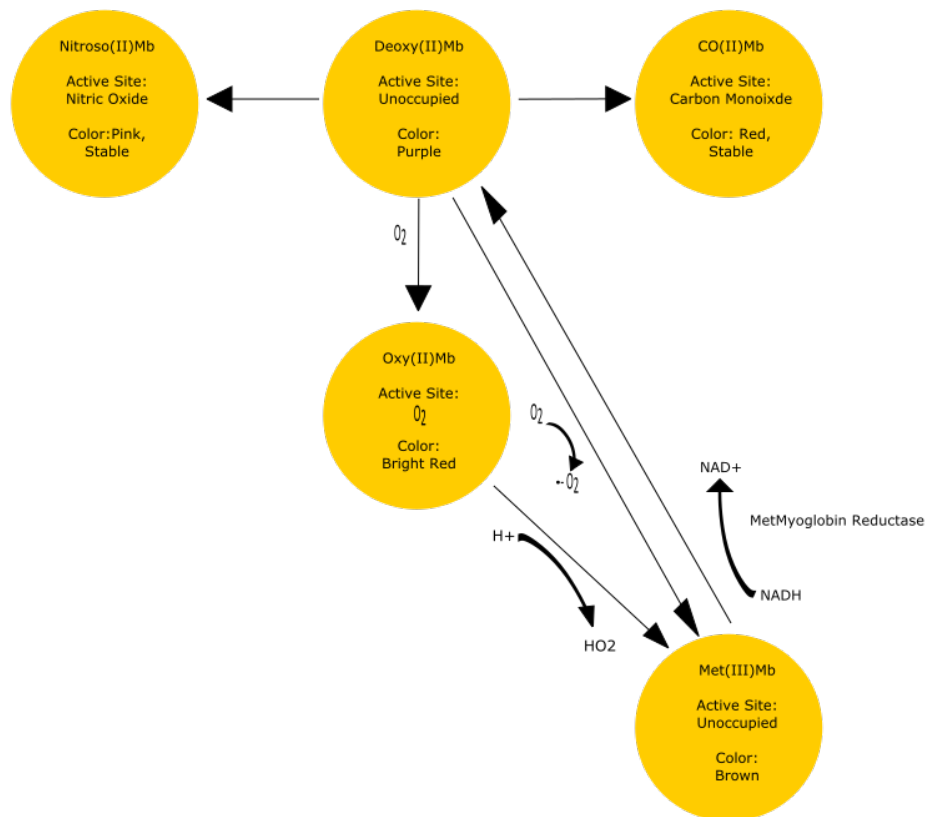 Nitroso(II)Mb
Active Site:
Nitric Oxide
Color:Pink,
Stable
Deoxy(II)Mb
Active Site:
Unoccupied
Color:
Purple
CO(II)Mb
Active Site:
Carbon Monoixde
Color: Red,
Stable
O2
Oxy(II)Mb
Active Site:
O2
Color:
Bright Red
O2
•- O2
NAD+
MetMyoglobin Reductase
NADH
H+
HO2
Met(III)Mb
Active Site:
Unoccupied
Color:
Brown